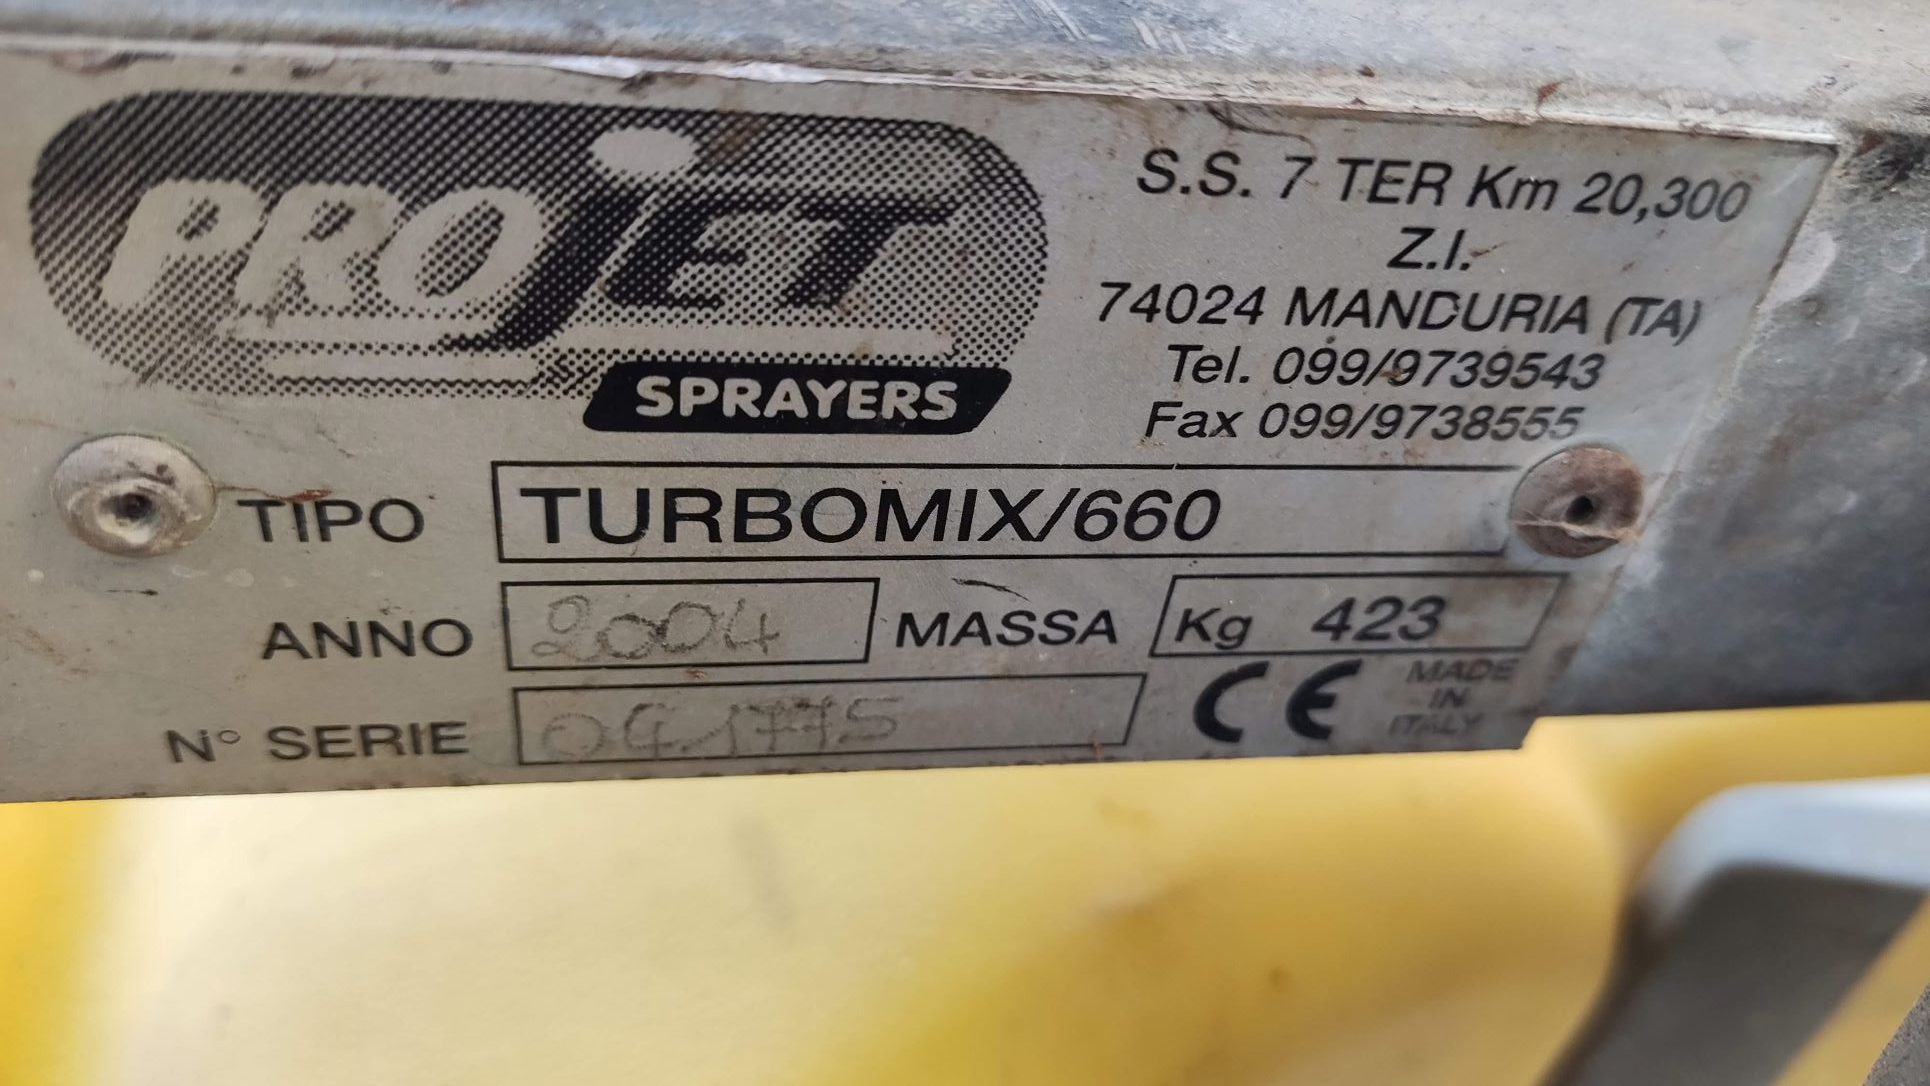 PROJET
SPRAYERS
S.S. 7 TER Km 20,300
Z.I.
74024 MANDURIA (TA)
Tel. 099/9739543
Fax 099/9738555
TIPO TURBOMIX/660
ANNO 2004 MASSA Kg 423
N° SERIE 041775
CE MADE
IN
ITALY